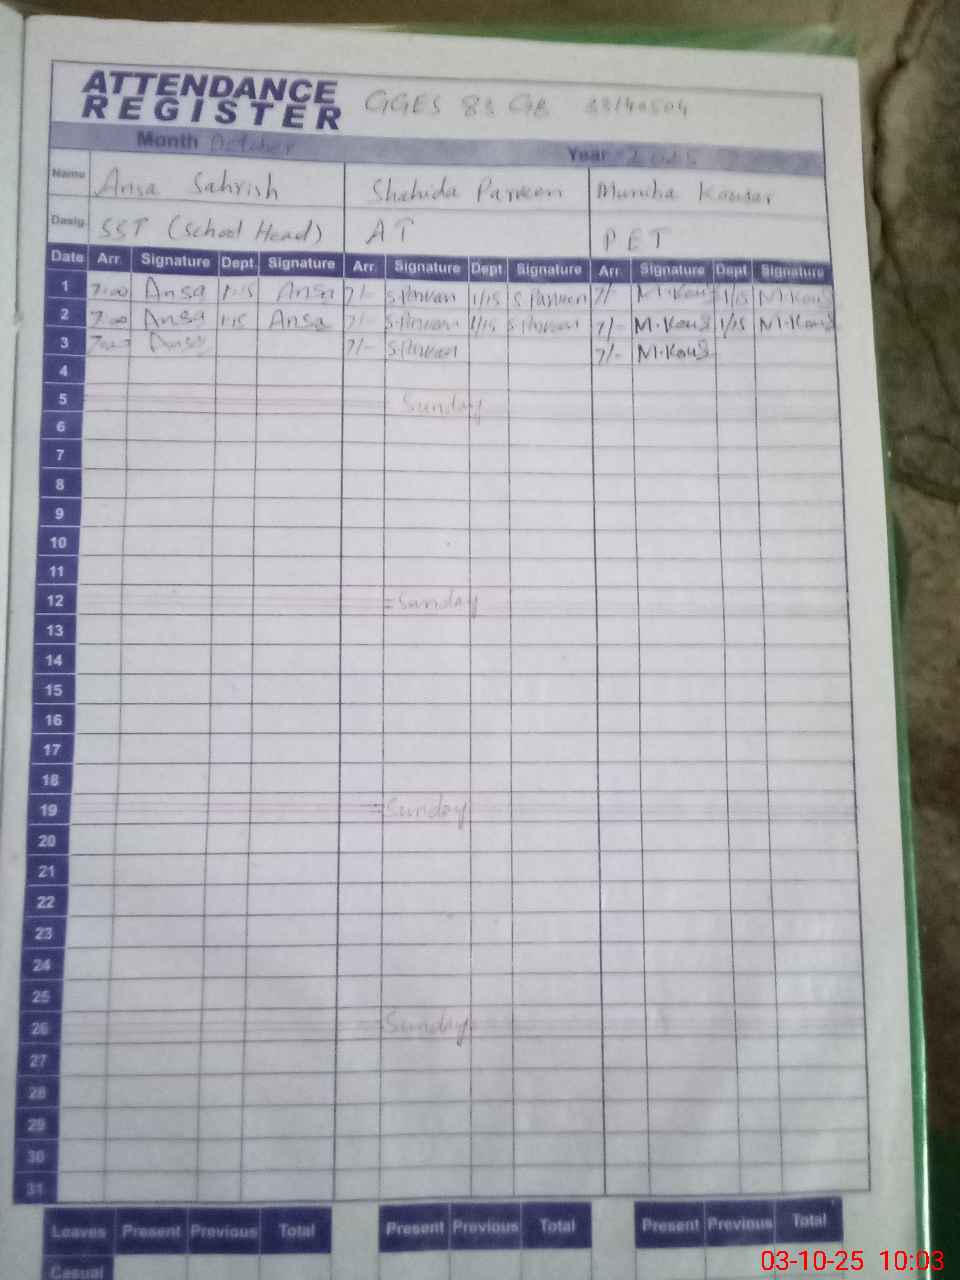 ATTENDANCE
REGISTER GGES 83 GB
Month October Year 2025
Name Ansa Sahrish Shahida Parveen Muniba Kousar
Desig. SST (School Head) AT PET
Date Arr. Signature Dept. Signature Arr. Signature Dept Signature Arr. Signature Dept Signature
1 7:00 Ansa 1:15 Ansa 7/- S.Parveen 1/15 S.Parveen 7/- M.Kous 1/15 M.Kous
2 7:00 Ansa 1:15 Ansa 7/- S.Parveen 1/15 S.Parveen 7/- M.Kous 1/15 M.Kous
3 Ansa 7/- S.Parveen 7/- M.Kous
4
5 Sunday
6
7
8
9
10
11
12 Sunday
13
14
15
16
17
18
19 Sunday
20
21
22
23
24
25
26 Sunday
27
28
29
30
31
Leaves Present Previous Total Present Previous Total Present Previous Total
Casual
03-10-25 10:03